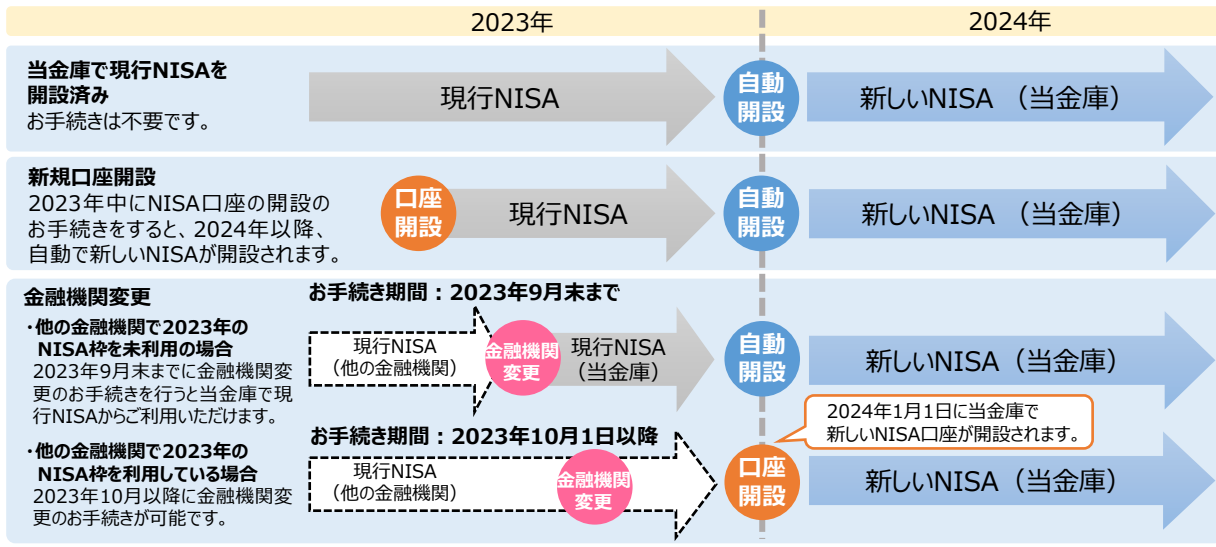 2023年
2024年
当金庫で現行NISAを
開設済み
お手続きは不要です。
現行NISA
自動
開設
新しいNISA （当金庫）
新規口座開設
2023年中にNISA口座の開設の
お手続きをすると、2024年以降、
自動で新しいNISAが開設されます。
口座
開設
現行NISA
自動
開設
新しいNISA （当金庫）
金融機関変更
・他の金融機関で2023年の
NISA枠を未利用の場合
2023年9月末までに金融機関変
更のお手続きを行うと当金庫で現
行NISAからご利用いただけます。
お手続き期間：2023年9月末まで
現行NISA
（他の金融機関）
金融機関
変更
現行NISA
（当金庫）
自動
開設
新しいNISA（当金庫）
2024年1月1日に当金庫で
新しいNISA口座が開設されます。
・他の金融機関で2023年の
NISA枠を利用している場合
2023年10月以降に金融機関変
更のお手続きが可能です。
お手続き期間：2023年10月1日以降
現行NISA
（他の金融機関）
金融機関
変更
口座
開設
新しいNISA（当金庫）